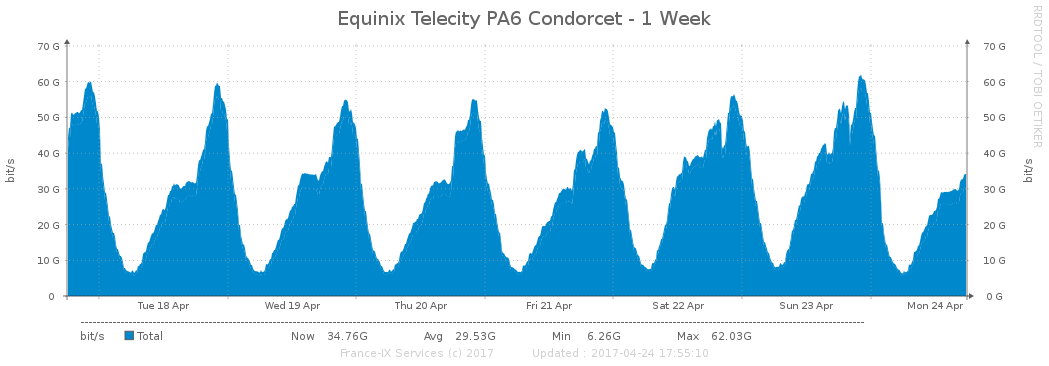 Equinix Telecity PA6 Condorcet - 1 Week
RRDTOOL / TOBI OETIKER
bit/s
70 G
60 G
50 G
40 G
30 G
20 G
10 G
0
70 G
60 G
50 G
40 G
30 G
20 G
10 G
0 G
bit/s
Tue 18 Apr Wed 19 Apr Thu 20 Apr Fri 21 Apr Sat 22 Apr Sun 23 Apr Mon 24 Apr
bit/s Total Now 34.76G Avg 29.53G Min 6.26G Max 62.03G
France-IX Services (c) 2017 Updated : 2017-04-24 17:55:10